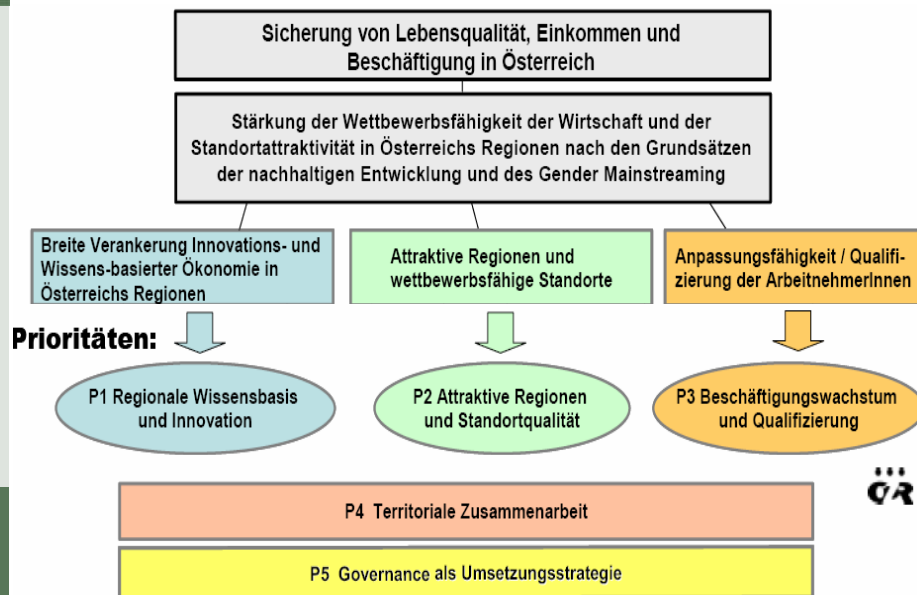 Sicherung von Lebensqualität, Einkommen und
Beschäftigung in Österreich
Stärkung der Wettbewerbsfähigkeit der Wirtschaft und der
Standortattraktivität in Österreichs Regionen nach den Grundsätzen
der nachhaltigen Entwicklung und des Gender Mainstreaming
Breite Verankerung Innovations- und
Wissens-basierter Ökonomie in
Österreichs Regionen
Attraktive Regionen und
wettbewerbsfähige Standorte
Anpassungsfähigkeit / Qualifi-
zierung der ArbeitnehmerInnen
Prioritäten:
P1 Regionale Wissensbasis
und Innovation
P2 Attraktive Regionen
und Standortqualität
P3 Beschäftigungswachstum
und Qualifizierung
P4 Territoriale Zusammenarbeit
P5 Governance als Umsetzungsstrategie